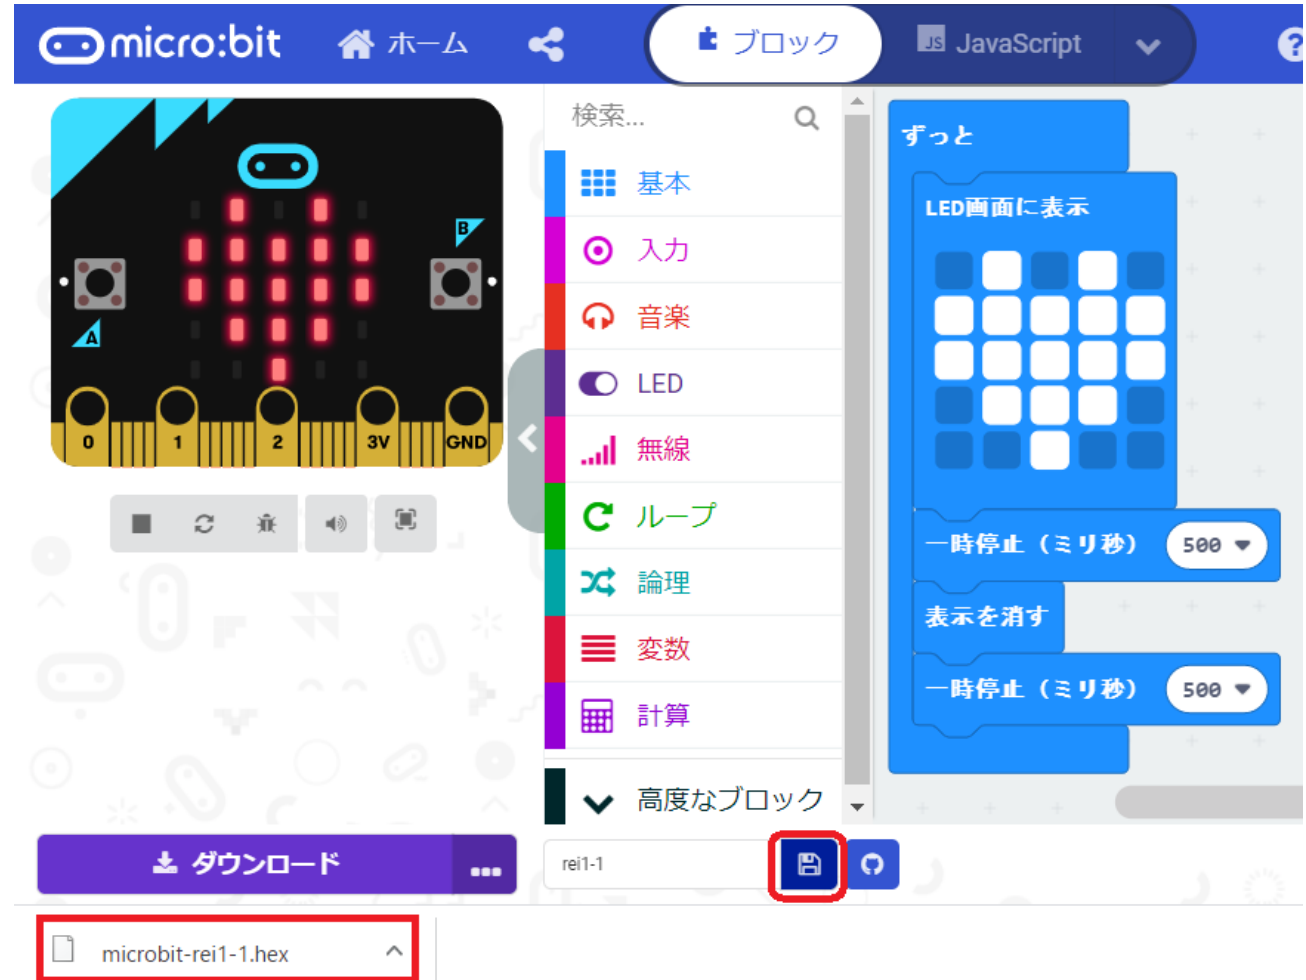 micro:bit ホーム ブロック JS JavaScript ?
検索...
基本
入力
音楽
LED
無線
ループ
論理
変数
計算
高度なブロック
A
B
0 1 2 3V GND
ずっと
LED画面に表示
一時停止（ミリ秒） 500
表示を消す
一時停止（ミリ秒） 500
ダウンロード ...
rei1-1
microbit-rei1-1.hex